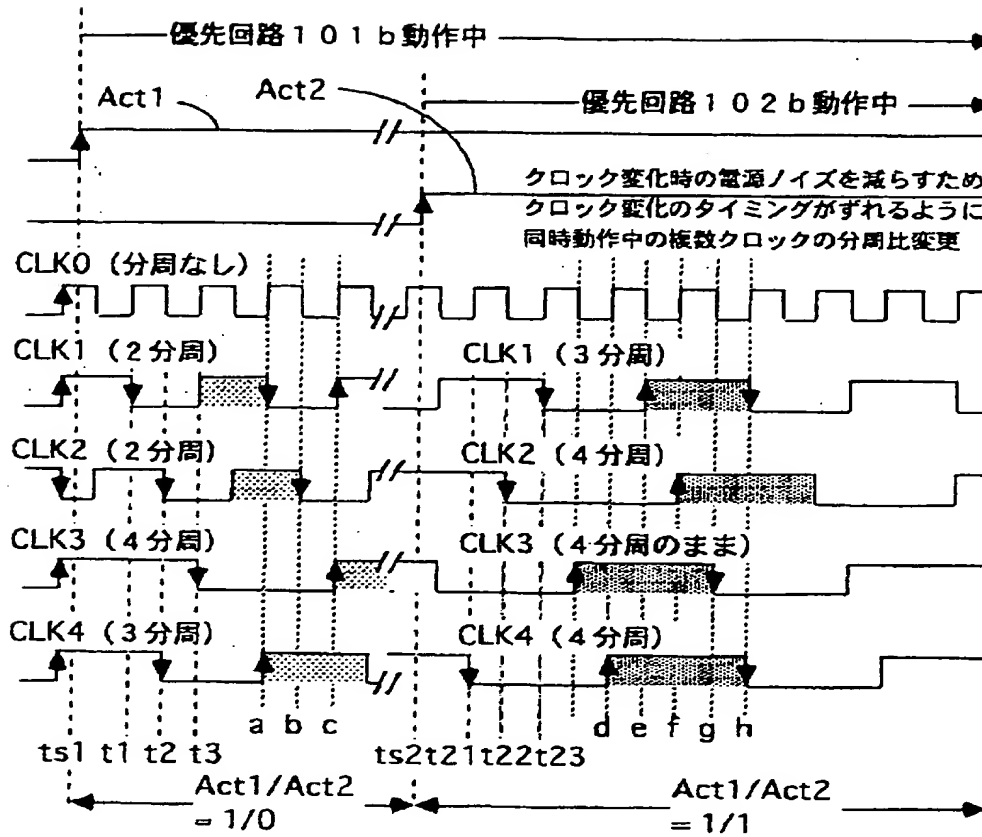 優先回路101b動作中
Act1
Act2
優先回路102b動作中
クロック変化時の電源ノイズを減らすため
クロック変化のタイミングがずれるように
同時動作中の複数クロックの分周比変更
CLK0 (分周なし)
CLK1 (2分周)
CLK1 (3分周)
CLK2 (2分周)
CLK2 (4分周)
CLK3 (4分周)
CLK3 (4分周のまま)
CLK4 (3分周)
CLK4 (4分周)
a b c
d e f g h
ts1 t1 t2 t3
ts2 t21 t22 t23
Act1/Act2
= 1/0
Act1/Act2
= 1/1